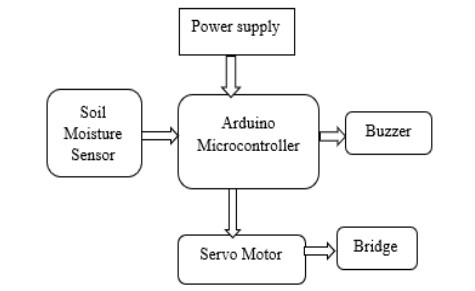 Power supply
Soil
Moisture
Sensor
Arduino
Microcontroller
Buzzer
Servo Motor
Bridge